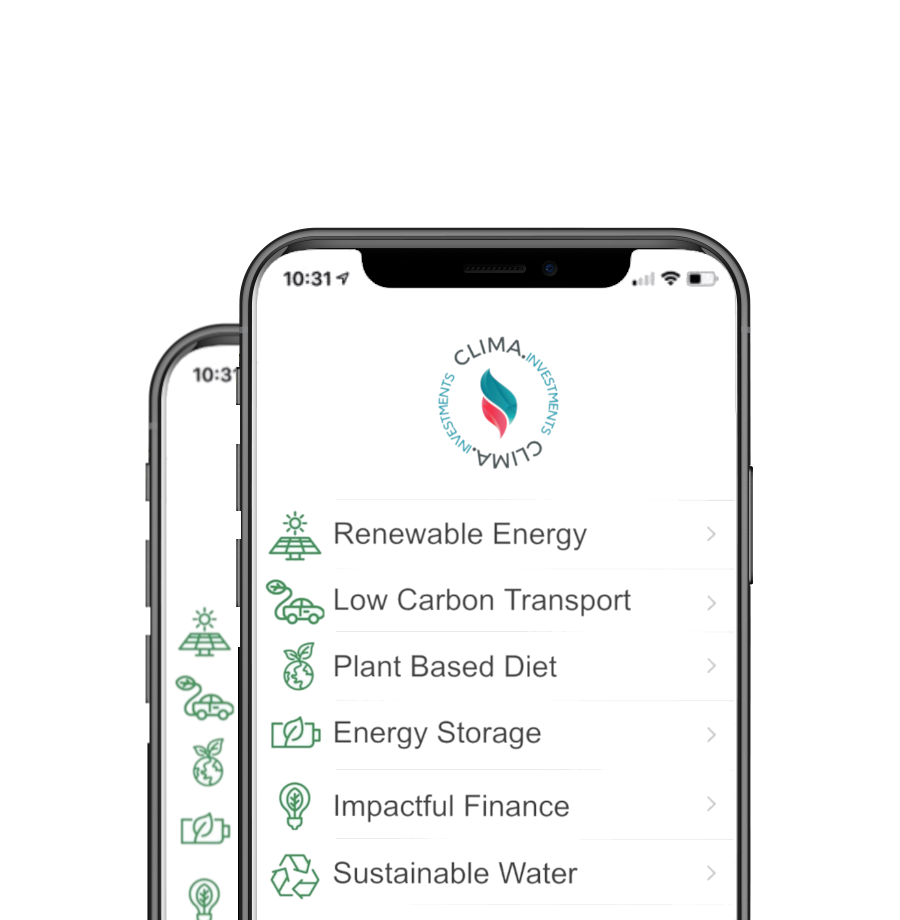 10:31
10:31
CLIMA.INVESTMENTS
CLIMA.INVESTMENTS
Renewable Energy
Low Carbon Transport
Plant Based Diet
Energy Storage
Impactful Finance
Sustainable Water